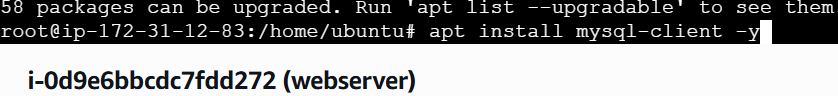 58 packages can be upgraded. Run 'apt list --upgradable' to see them
root@ip-172-31-12-83:/home/ubuntu# apt install mysql-client -y
i-0d9e6bbcdc7fdd272 (webserver)